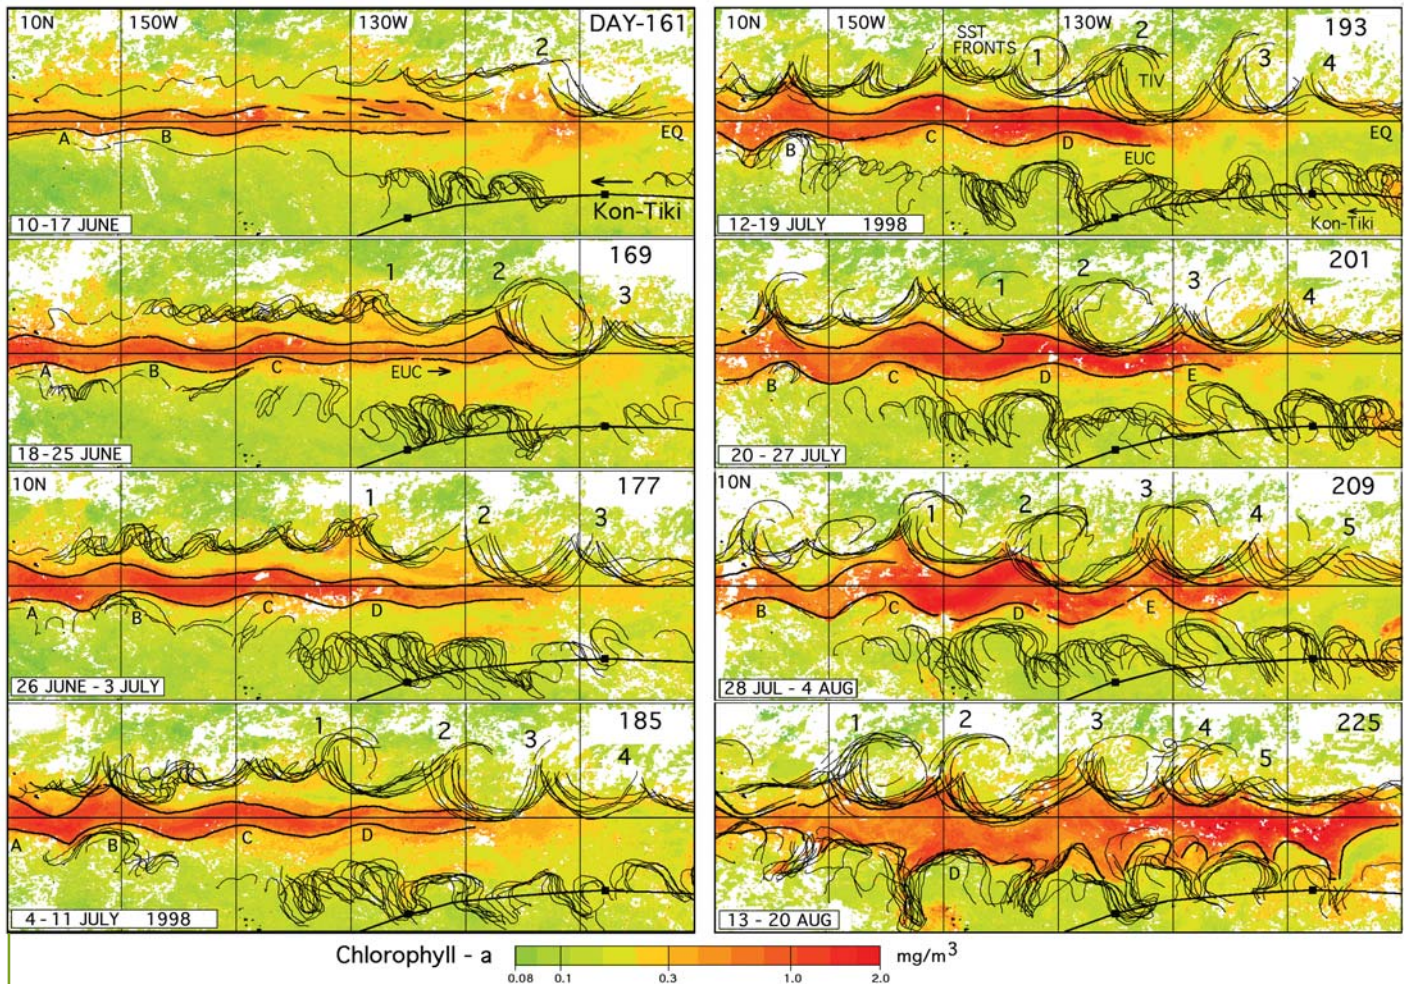 10N 150W 130W DAY-161
2
A B EQ
Kon-Tiki
10-17 JUNE
169
1 2 3
A B C EUC →
18-25 JUNE
10N 177
1 2 3
A B C D
26 JUNE - 3 JULY
185
1 2 3 4
A B C D
4-11 JULY 1998
10N 150W 130W 193
SST
FRONTS
1 2 3 4
TIV
B C D EUC EQ
12-19 JULY 1998
Kon-Tiki
201
1 2 3 4
B C D E
20 - 27 JULY
10N 209
1 2 3 4 5
B C D E
28 JUL - 4 AUG
225
1 2 3 4 5
D
13 - 20 AUG
Chlorophyll - a mg/m³
0.08 0.1 0.3 1.0 2.0